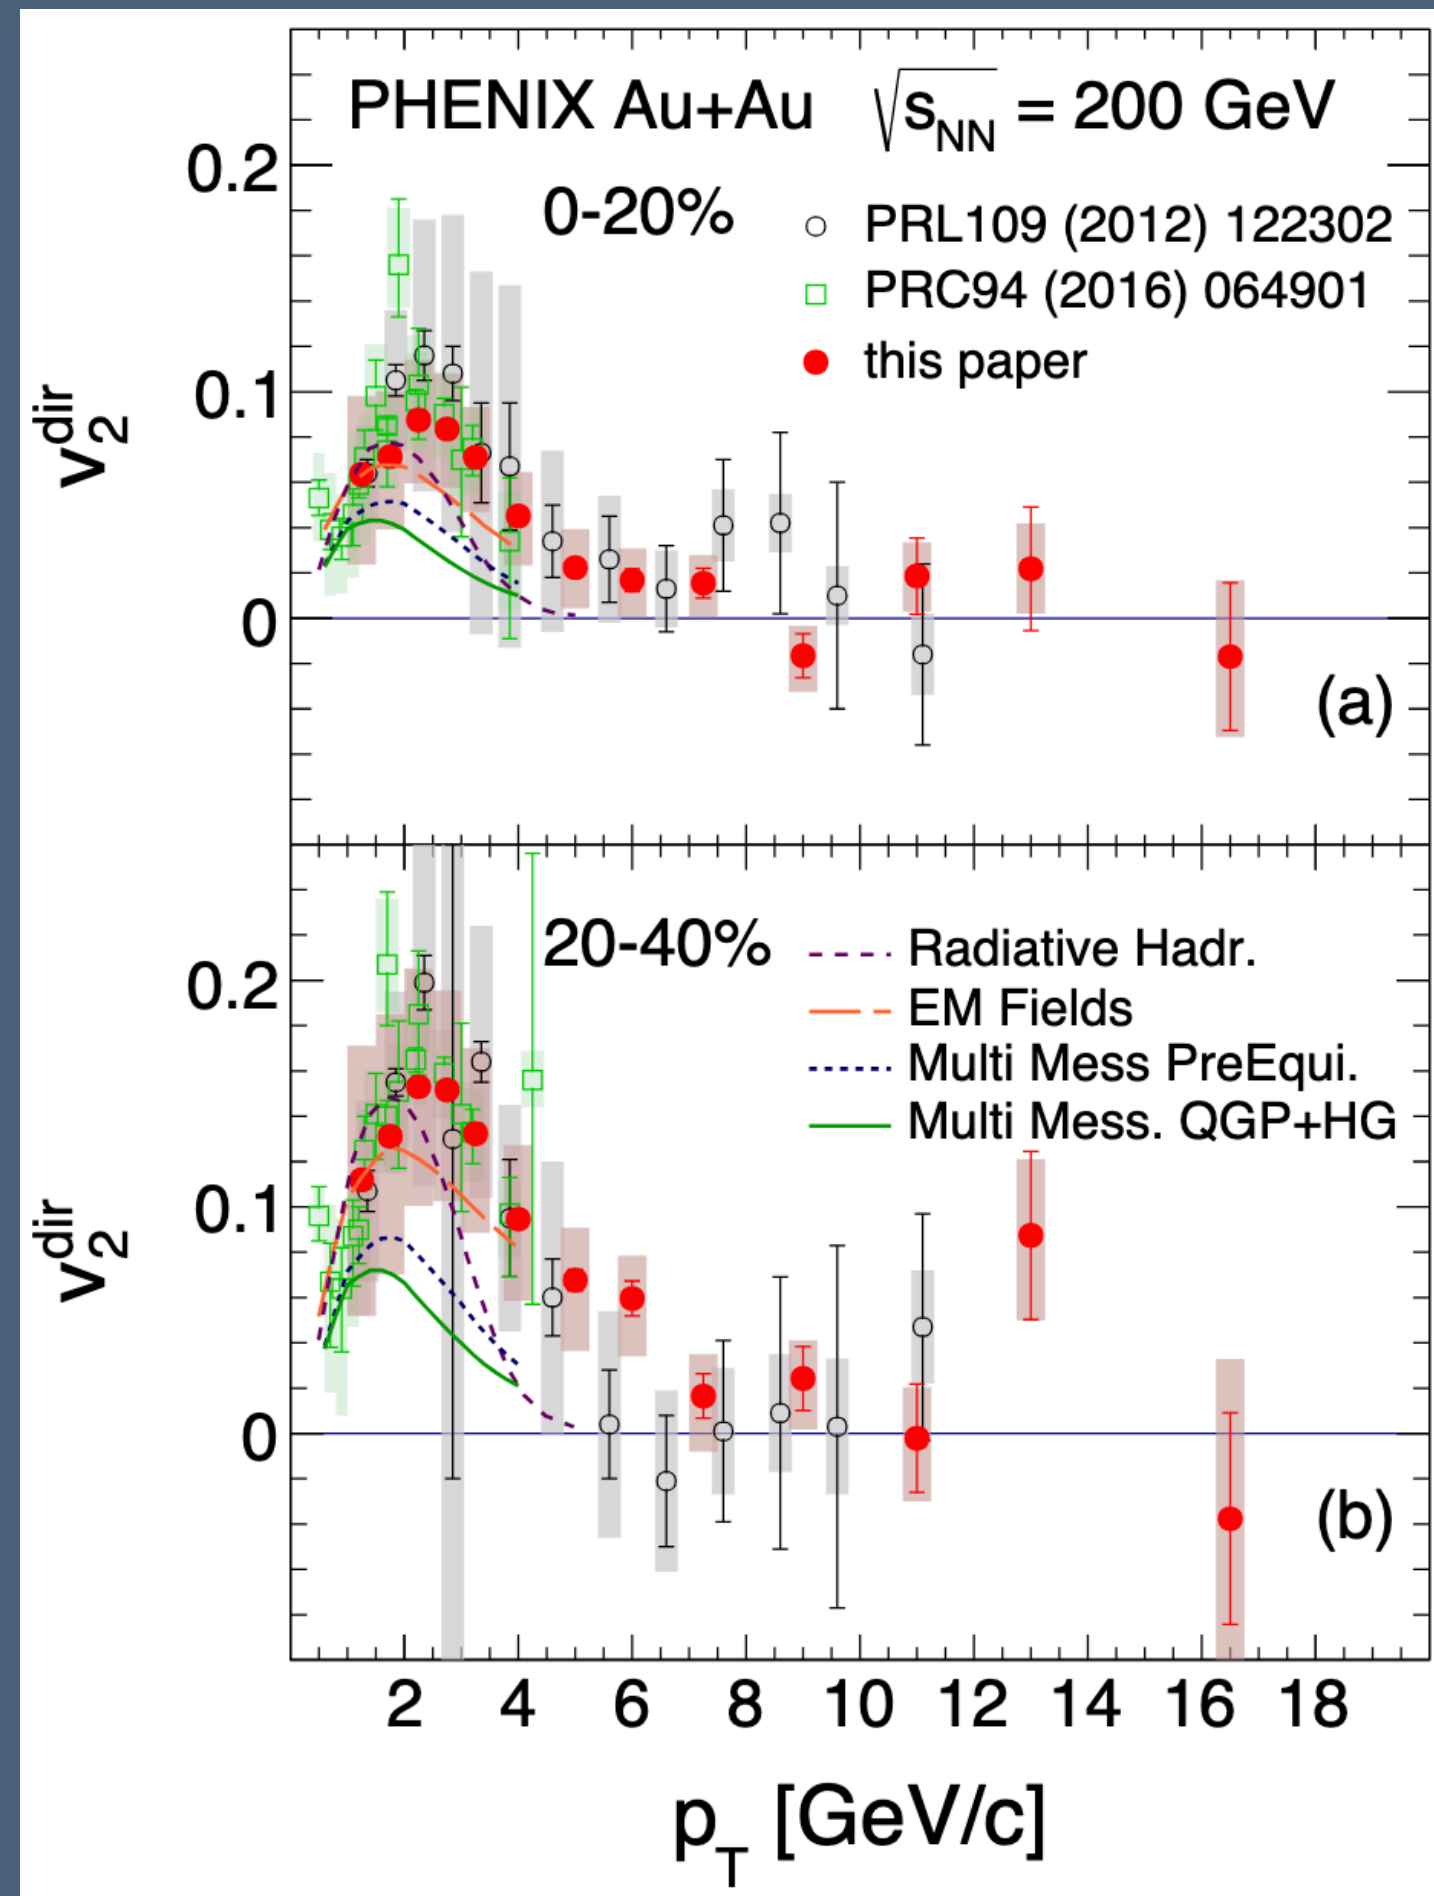 PHENIX Au+Au √sNN = 200 GeV
0-20%
PRL109 (2012) 122302
PRC94 (2016) 064901
this paper
0.2
0.1
0
v2dir
(a)
20-40%
Radiative Hadr.
EM Fields
Multi Mess PreEqui.
Multi Mess. QGP+HG
0.2
0.1
0
v2dir
(b)
2 4 6 8 10 12 14 16 18
pT [GeV/c]